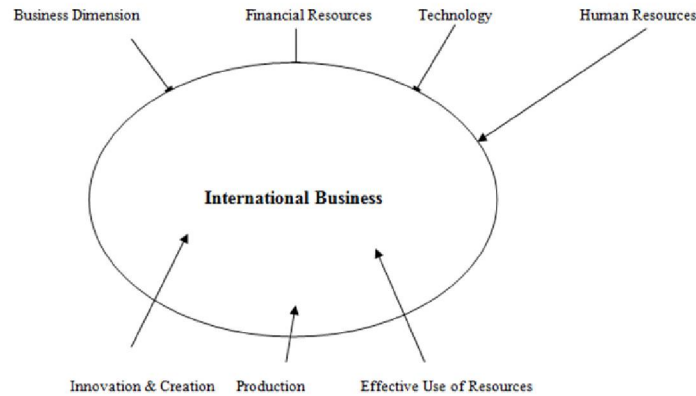 Business Dimension
Financial Resources
Technology
Human Resources
International Business
Innovation & Creation
Production
Effective Use of Resources